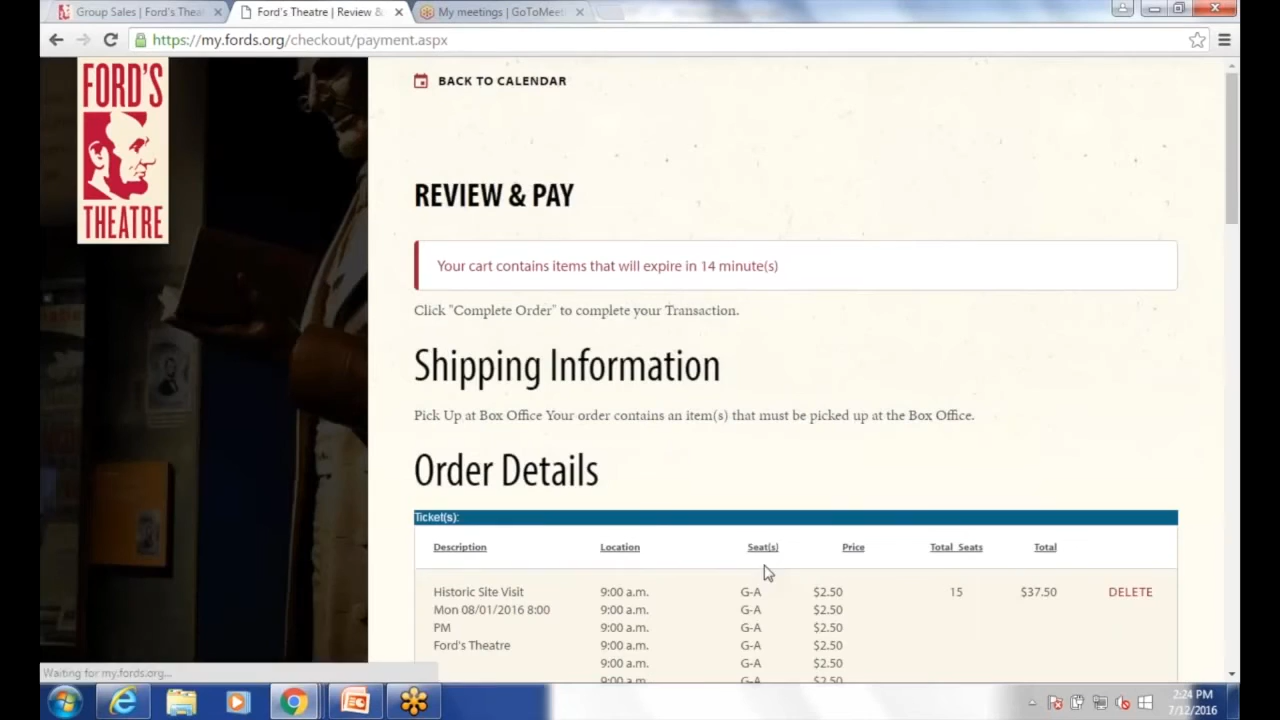 Group Sales | Ford's Theat
Ford's Theatre | Review &
My meetings | GoToMeet
https://my.fords.org/checkout/payment.aspx
FORD'S
THEATRE
BACK TO CALENDAR
REVIEW & PAY
Your cart contains items that will expire in 14 minute(s)
Click "Complete Order" to complete your Transaction.
Shipping Information
Pick Up at Box Office Your order contains an item(s) that must be picked up at the Box Office.
Order Details
Ticket(s):
Description Location Seat(s) Price Total Seats Total
Historic Site Visit 9:00 a.m. G-A $2.50 15 $37.50 DELETE
Mon 08/01/2016 8:00 9:00 a.m. G-A $2.50
PM 9:00 a.m. G-A $2.50
Ford's Theatre 9:00 a.m. G-A $2.50
9:00 a.m. G-A $2.50
9:00 a.m. G-A $2.50
Waiting for my.fords.org...
2:24 PM
7/12/2016